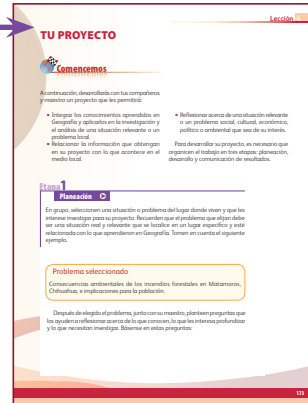 Lección
TU PROYECTO
Comencemos
A continuación, desarrollarás con tus compañeros
y maestro un proyecto que les permitirá:
• Integrar los conocimientos aprendidos en
Geografía y aplicarlos en la investigación y
el análisis de una situación relevante o un
problema local.
• Relacionar la información que obtengan
en su proyecto con lo que acontece en el
medio local.
• Reflexionar acerca de una situación relevante
o un problema social, cultural, económico,
político o ambiental que sea de su interés.
Para desarrollar su proyecto, es necesario que
organicen el trabajo en tres etapas: planeación,
desarrollo y comunicación de resultados.
Etapa 1
Planeación
En grupo, seleccionen una situación o problema del lugar donde viven y que les
interese investigar para su proyecto. Recuerden que el problema que elijan debe
ser una situación real y relevante que se localice en un lugar específico y esté
relacionada con lo que aprendieron en Geografía. Tomen en cuenta el siguiente
ejemplo.
Problema seleccionado
Consecuencias ambientales de los incendios forestales en Matamoros,
Chihuahua, e implicaciones para la población.
Después de elegido el problema, junto con su maestro, planteen preguntas que
los ayuden a reflexionar acerca de lo que conocen, lo que les interesa profundizar
y lo que necesitan investigar. Básense en estas preguntas:
173